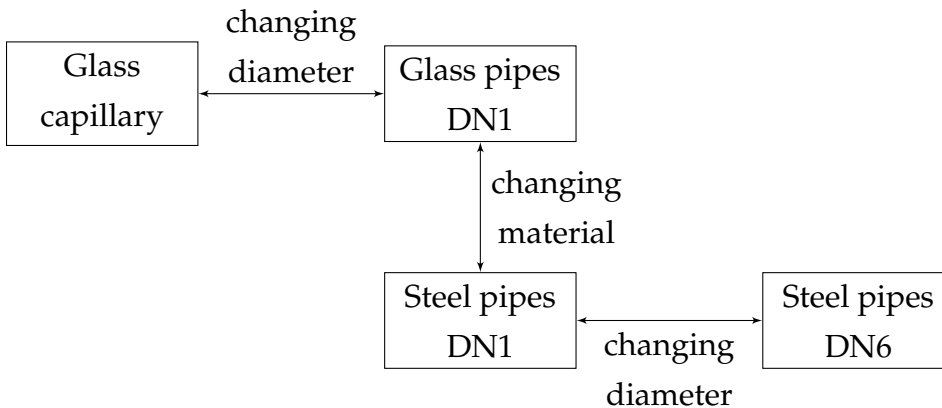 changing
diameter
Glass
capillary
Glass pipes
DN1
changing
material
Steel pipes
DN1
changing
diameter
Steel pipes
DN6